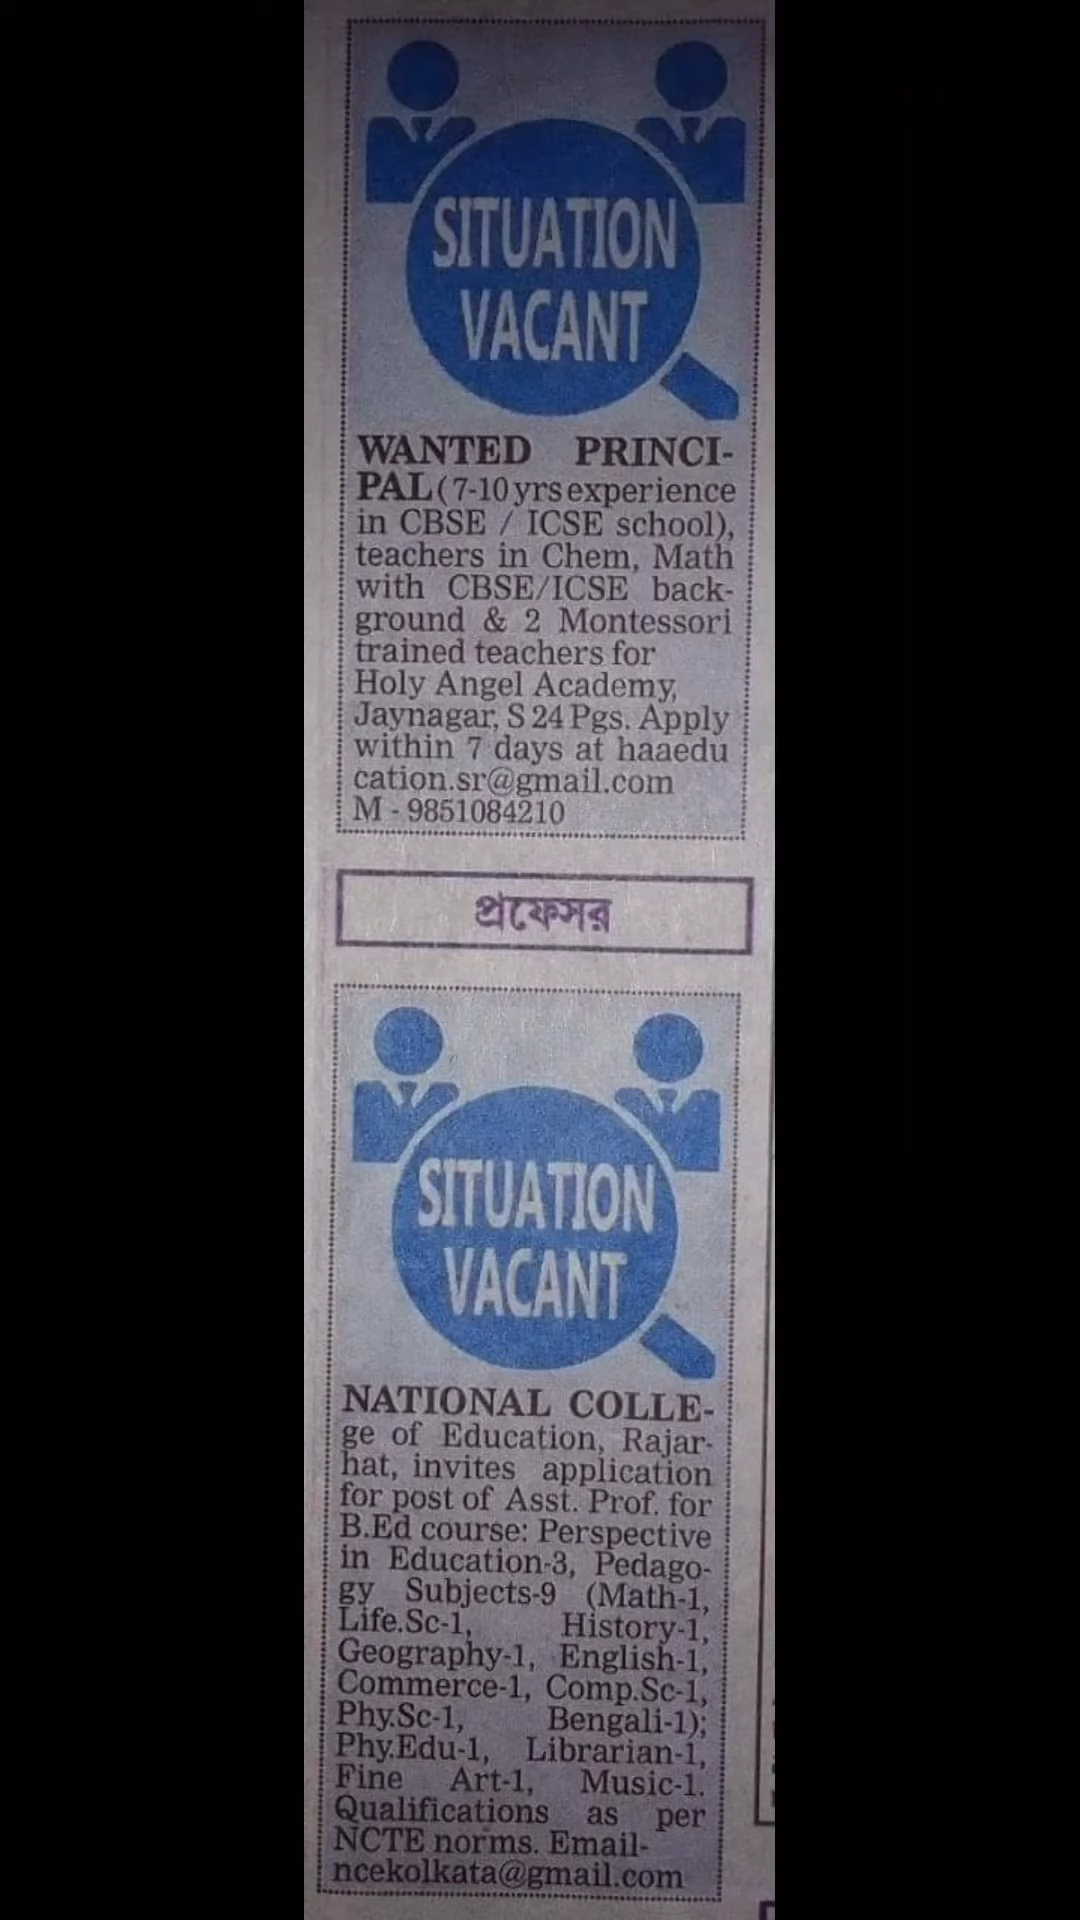 SITUATION
VACANT
WANTED PRINCI-
PAL (7-10 yrs experience
in CBSE / ICSE school),
teachers in Chem, Math
with CBSE/ICSE back-
ground & 2 Montessori
trained teachers for
Holy Angel Academy,
Jaynagar, S 24 Pgs. Apply
within 7 days at haaedu
cation.sr@gmail.com
M - 9851084210
প্রফেসর
SITUATION
VACANT
NATIONAL COLLE-
ge of Education, Rajar-
hat, invites application
for post of Asst. Prof. for
B.Ed course: Perspective
in Education-3, Pedago-
gy Subjects-9 (Math-1,
Life.Sc-1, History-1,
Geography-1, English-1,
Commerce-1, Comp.Sc-1,
Phy.Sc-1, Bengali-1);
Phy.Edu-1, Librarian-1,
Fine Art-1, Music-1.
Qualifications as per
NCTE norms. Email-
ncekolkata@gmail.com